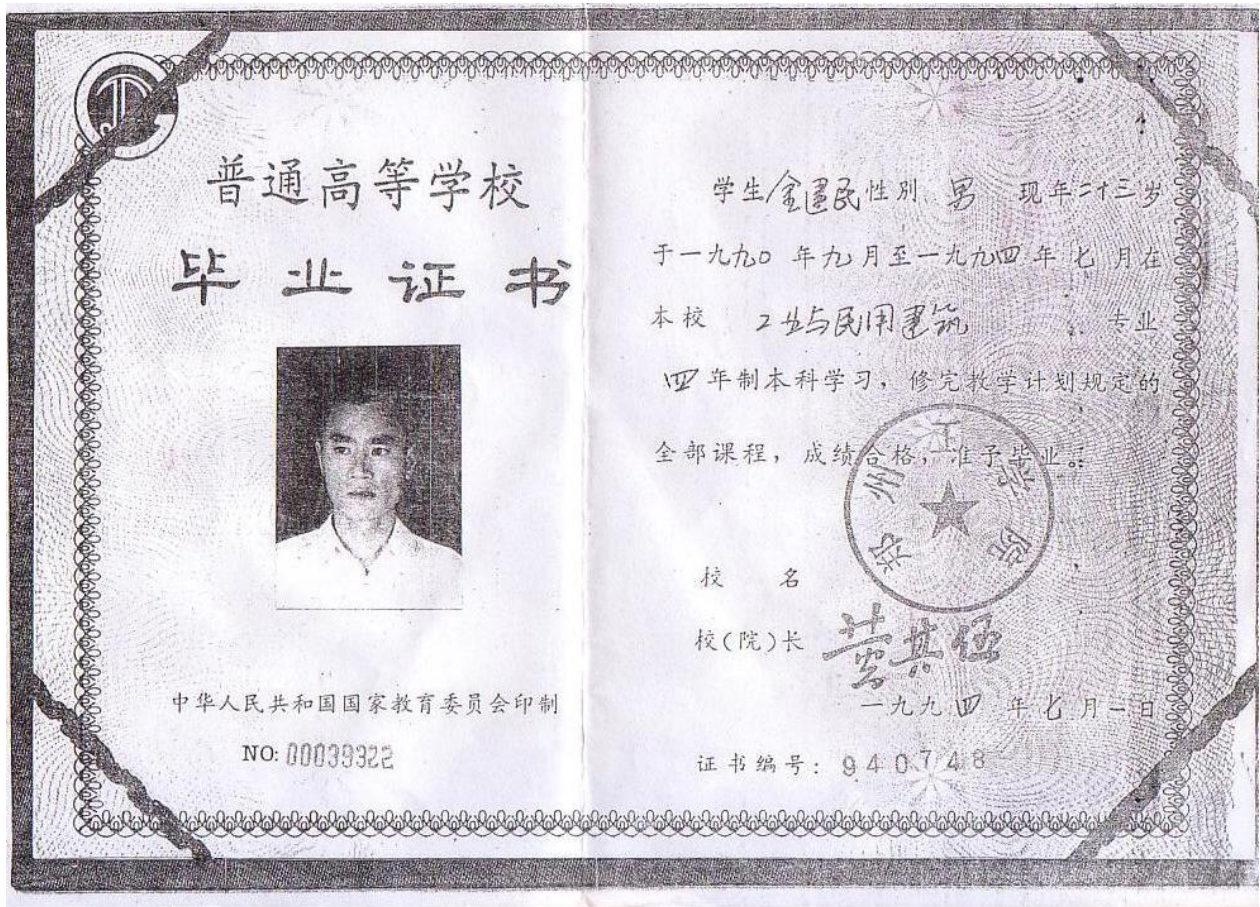 普通高等学校
毕业证书
中华人民共和国国家教育委员会印制
NO: 00039322
学生金建民性别 男 现年二十三岁
于一九九〇年九月至一九九四年七月在
本校 工业与民用建筑 专业
四年制本科学习，修完教学计划规定的
全部课程，成绩合格，准予毕业。
郑州工学院
校 名
校(院)长
一九九四年七月一日
证书编号：940748